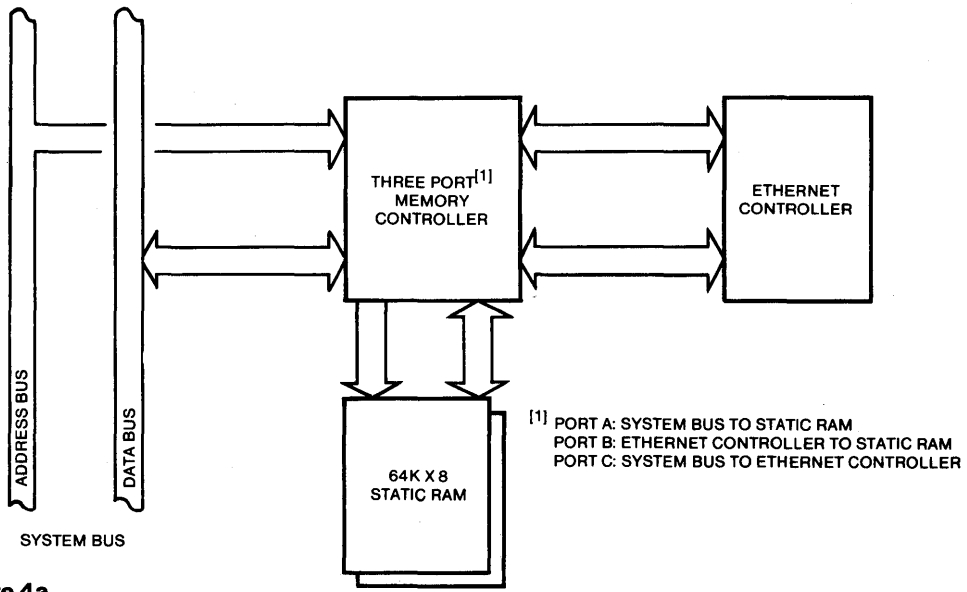 ADDRESS BUS
DATA BUS
SYSTEM BUS
THREE PORT[1]
MEMORY
CONTROLLER
ETHERNET
CONTROLLER
64K X 8
STATIC RAM
[1] PORT A: SYSTEM BUS TO STATIC RAM
PORT B: ETHERNET CONTROLLER TO STATIC RAM
PORT C: SYSTEM BUS TO ETHERNET CONTROLLER
4a